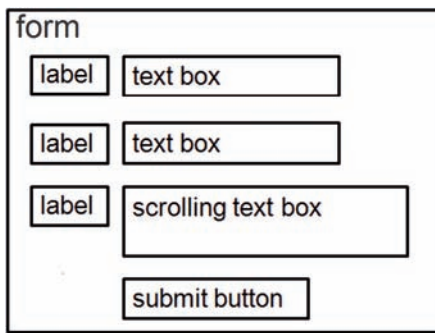 form
label text box
label text box
label scrolling text box
submit button